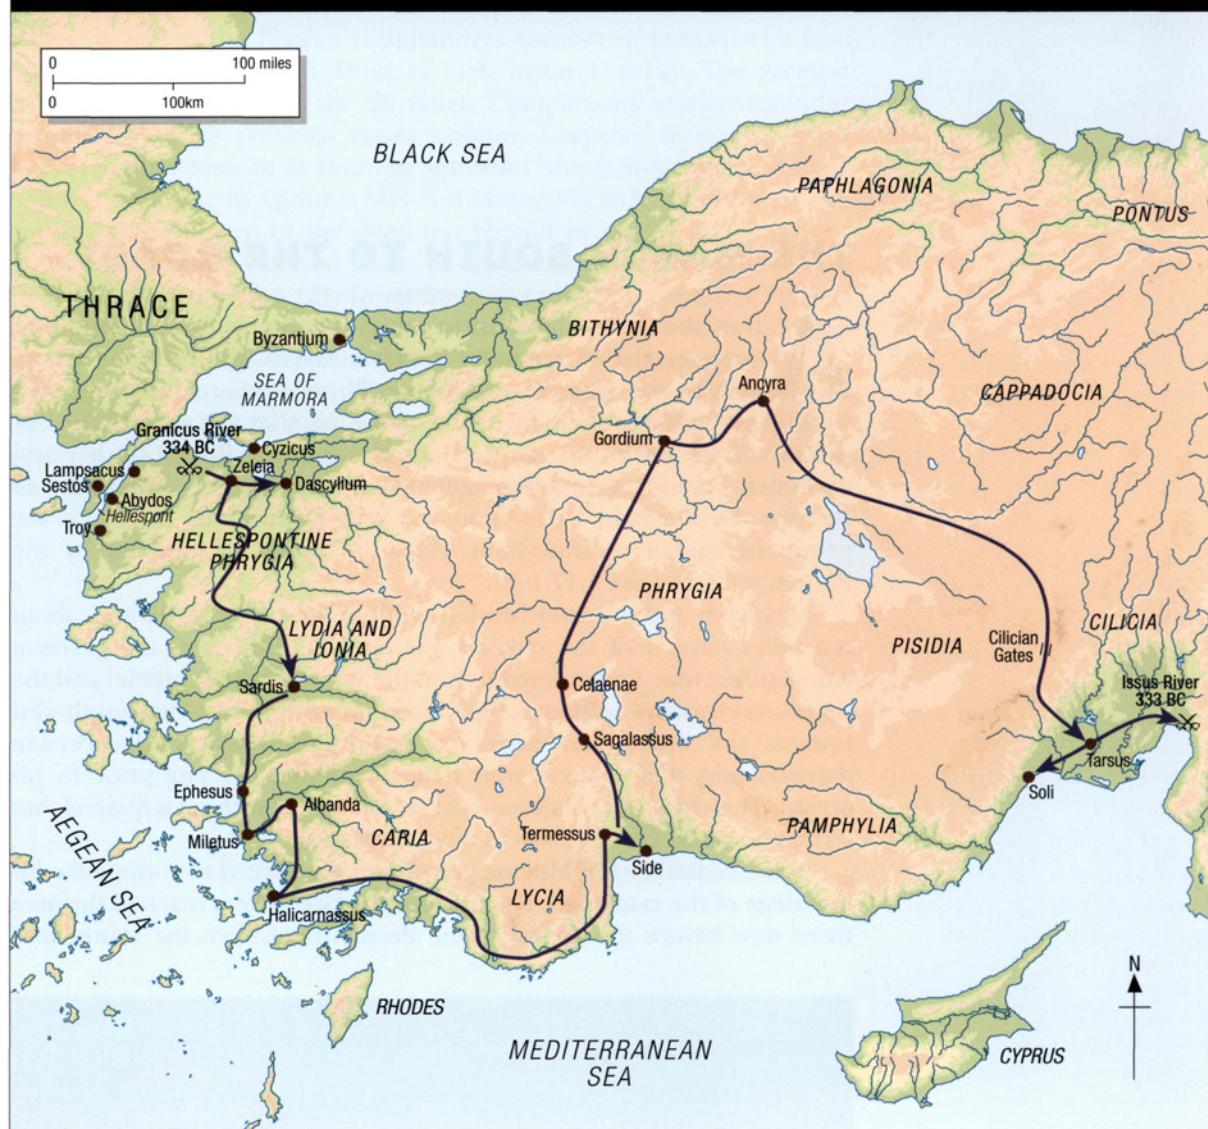 0 100 miles
0 100km
BLACK SEA
PAPHLAGONIA
PONTUS
THRACE
BITHYNIA
Byzantium
SEA OF
MARMORA
Ancyra
CAPPADOCIA
Granicus River
334 BC
Gordium
Cyzicus
Lampsacus
Zeleia
Sestos
Dascylium
Abydos
Hellespont
Troy
HELLESPONTINE
PHRYGIA
PHRYGIA
LYDIA AND
IONIA
PISIDIA
Cilician
Gates
CILICIA
Sardis
Celaenae
Issus River
333 BC
Sagalassus
Tarsus
Soli
Ephesus
Albanda
AEGEAN SEA
Miletus
CARIA
Termessus
PAMPHYLIA
Side
LYCIA
Halicarnassus
N
RHODES
MEDITERRANEAN
SEA
CYPRUS